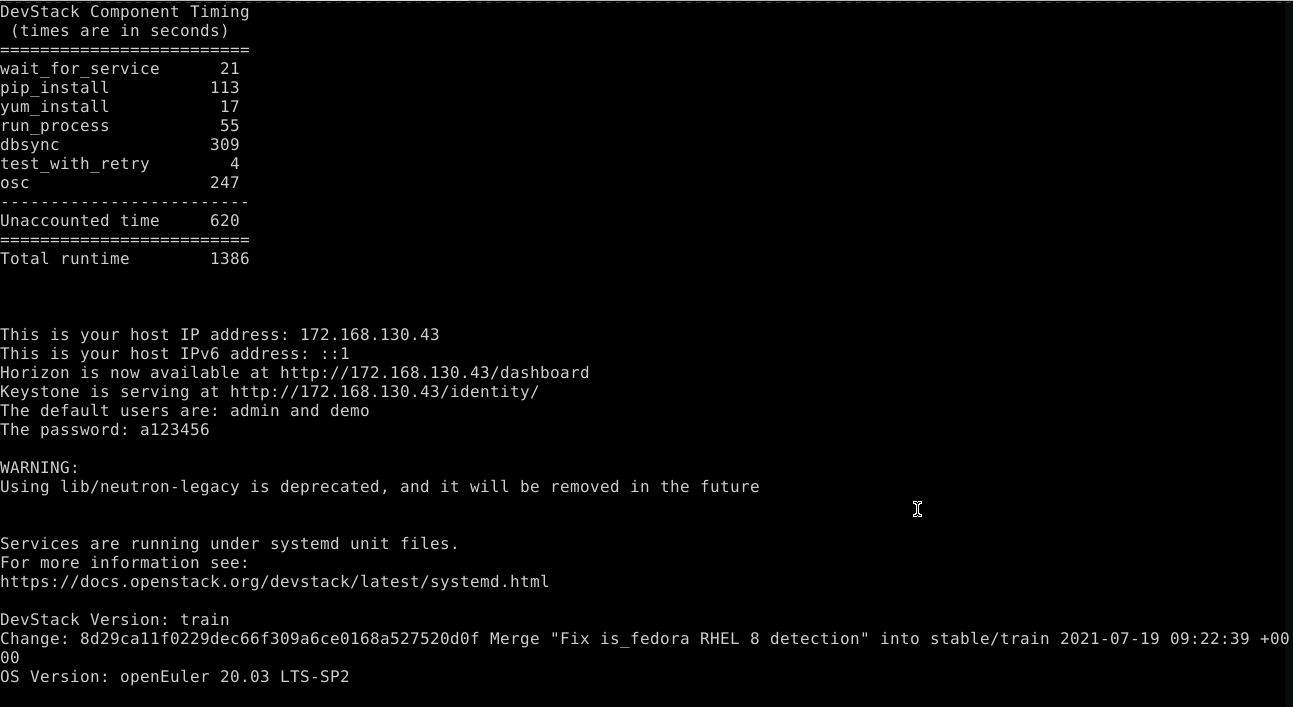 DevStack Component Timing
 (times are in seconds)
=========================
wait_for_service      21
pip_install          113
yum_install           17
run_process           55
dbsync               309
test_with_retry        4
osc                  247
-------------------------
Unaccounted time     620
=========================
Total runtime        1386
This is your host IP address: 172.168.130.43
This is your host IPv6 address: ::1
Horizon is now available at http://172.168.130.43/dashboard
Keystone is serving at http://172.168.130.43/identity/
The default users are: admin and demo
The password: a123456
WARNING:
Using lib/neutron-legacy is deprecated, and it will be removed in the future
Services are running under systemd unit files.
For more information see:
https://docs.openstack.org/devstack/latest/systemd.html
DevStack Version: train
Change: 8d29ca11f0229dec66f309a6ce0168a527520d0f Merge "Fix is_fedora RHEL 8 detection" into stable/train 2021-07-19 09:22:39 +00
00
OS Version: openEuler 20.03 LTS-SP2